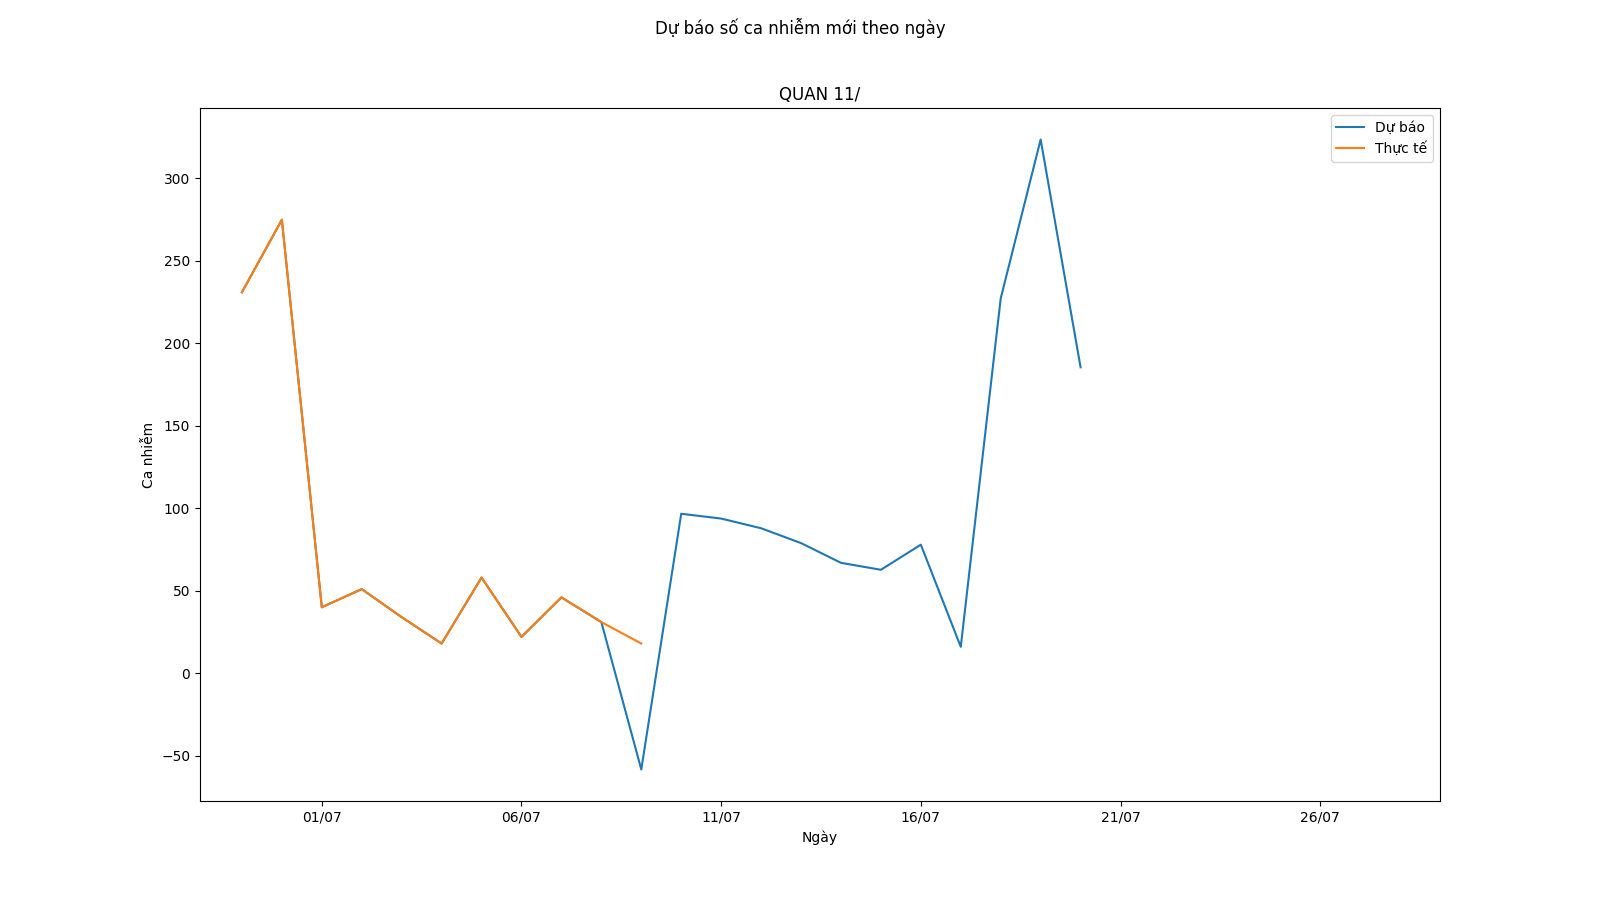 Dự báo số ca nhiễm mới theo ngày
QUAN 11/
Dự báo
Thực tế
300
250
200
150
100
50
0
−50
Ca nhiễm
01/07 06/07 11/07 16/07 21/07 26/07
Ngày